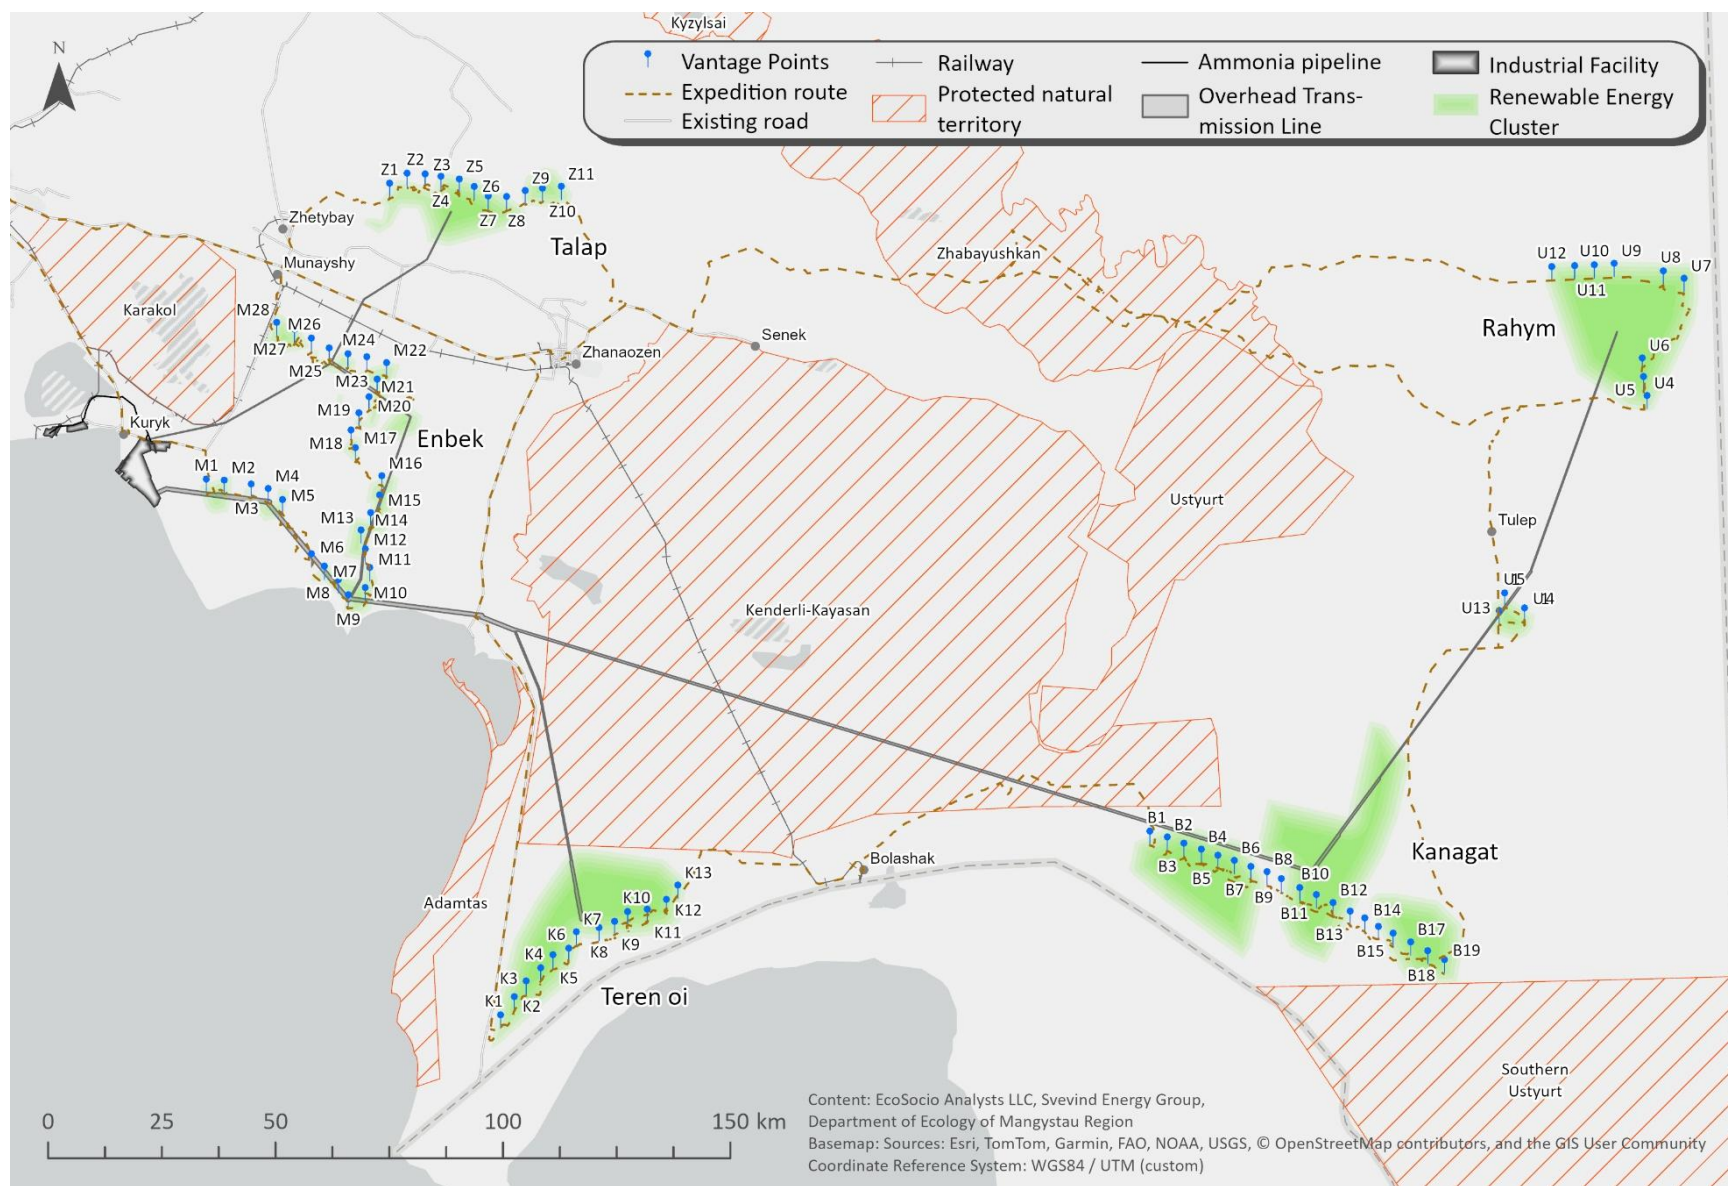 Kyzylsai
N
Vantage Points
Expedition route
Existing road
Railway
Protected natural
territory
Ammonia pipeline
Overhead Trans-
mission Line
Industrial Facility
Renewable Energy
Cluster
Z1
Z2
Z3
Z5
Z4
Z6
Z7
Z8
Z9
Z10
Z11
Zhetybay
Talap
Munayshy
Karakol
Zhabayushkan
U12
U10
U9
U8
U7
U11
Rahym
U6
U5
U4
M28
M26
M27
M24
M25
M22
M23
M21
M20
M19
M18
M17
Enbek
Zhanaozen
Senek
Kuryk
M1
M2
M3
M4
M5
M16
M15
M14
M13
M12
M11
M10
M6
M7
M8
M9
Ustyurt
Tulep
U15
U13
U14
Kenderli-Kayasan
B1
B2
B3
B4
B5
B6
B7
B8
B9
B10
B11
B12
B13
B14
B15
B17
B18
B19
Kanagat
Bolashak
Adamtas
K13
K12
K11
K10
K9
K8
K7
K6
K5
K4
K3
K2
K1
Teren oi
Southern
Ustyurt
0 25 50 100 150 km
Content: EcoSocio Analysts LLC, Svevind Energy Group,
Department of Ecology of Mangystau Region
Basemap: Sources: Esri, TomTom, Garmin, FAO, NOAA, USGS, © OpenStreetMap contributors, and the GIS User Community
Coordinate Reference System: WGS84 / UTM (custom)